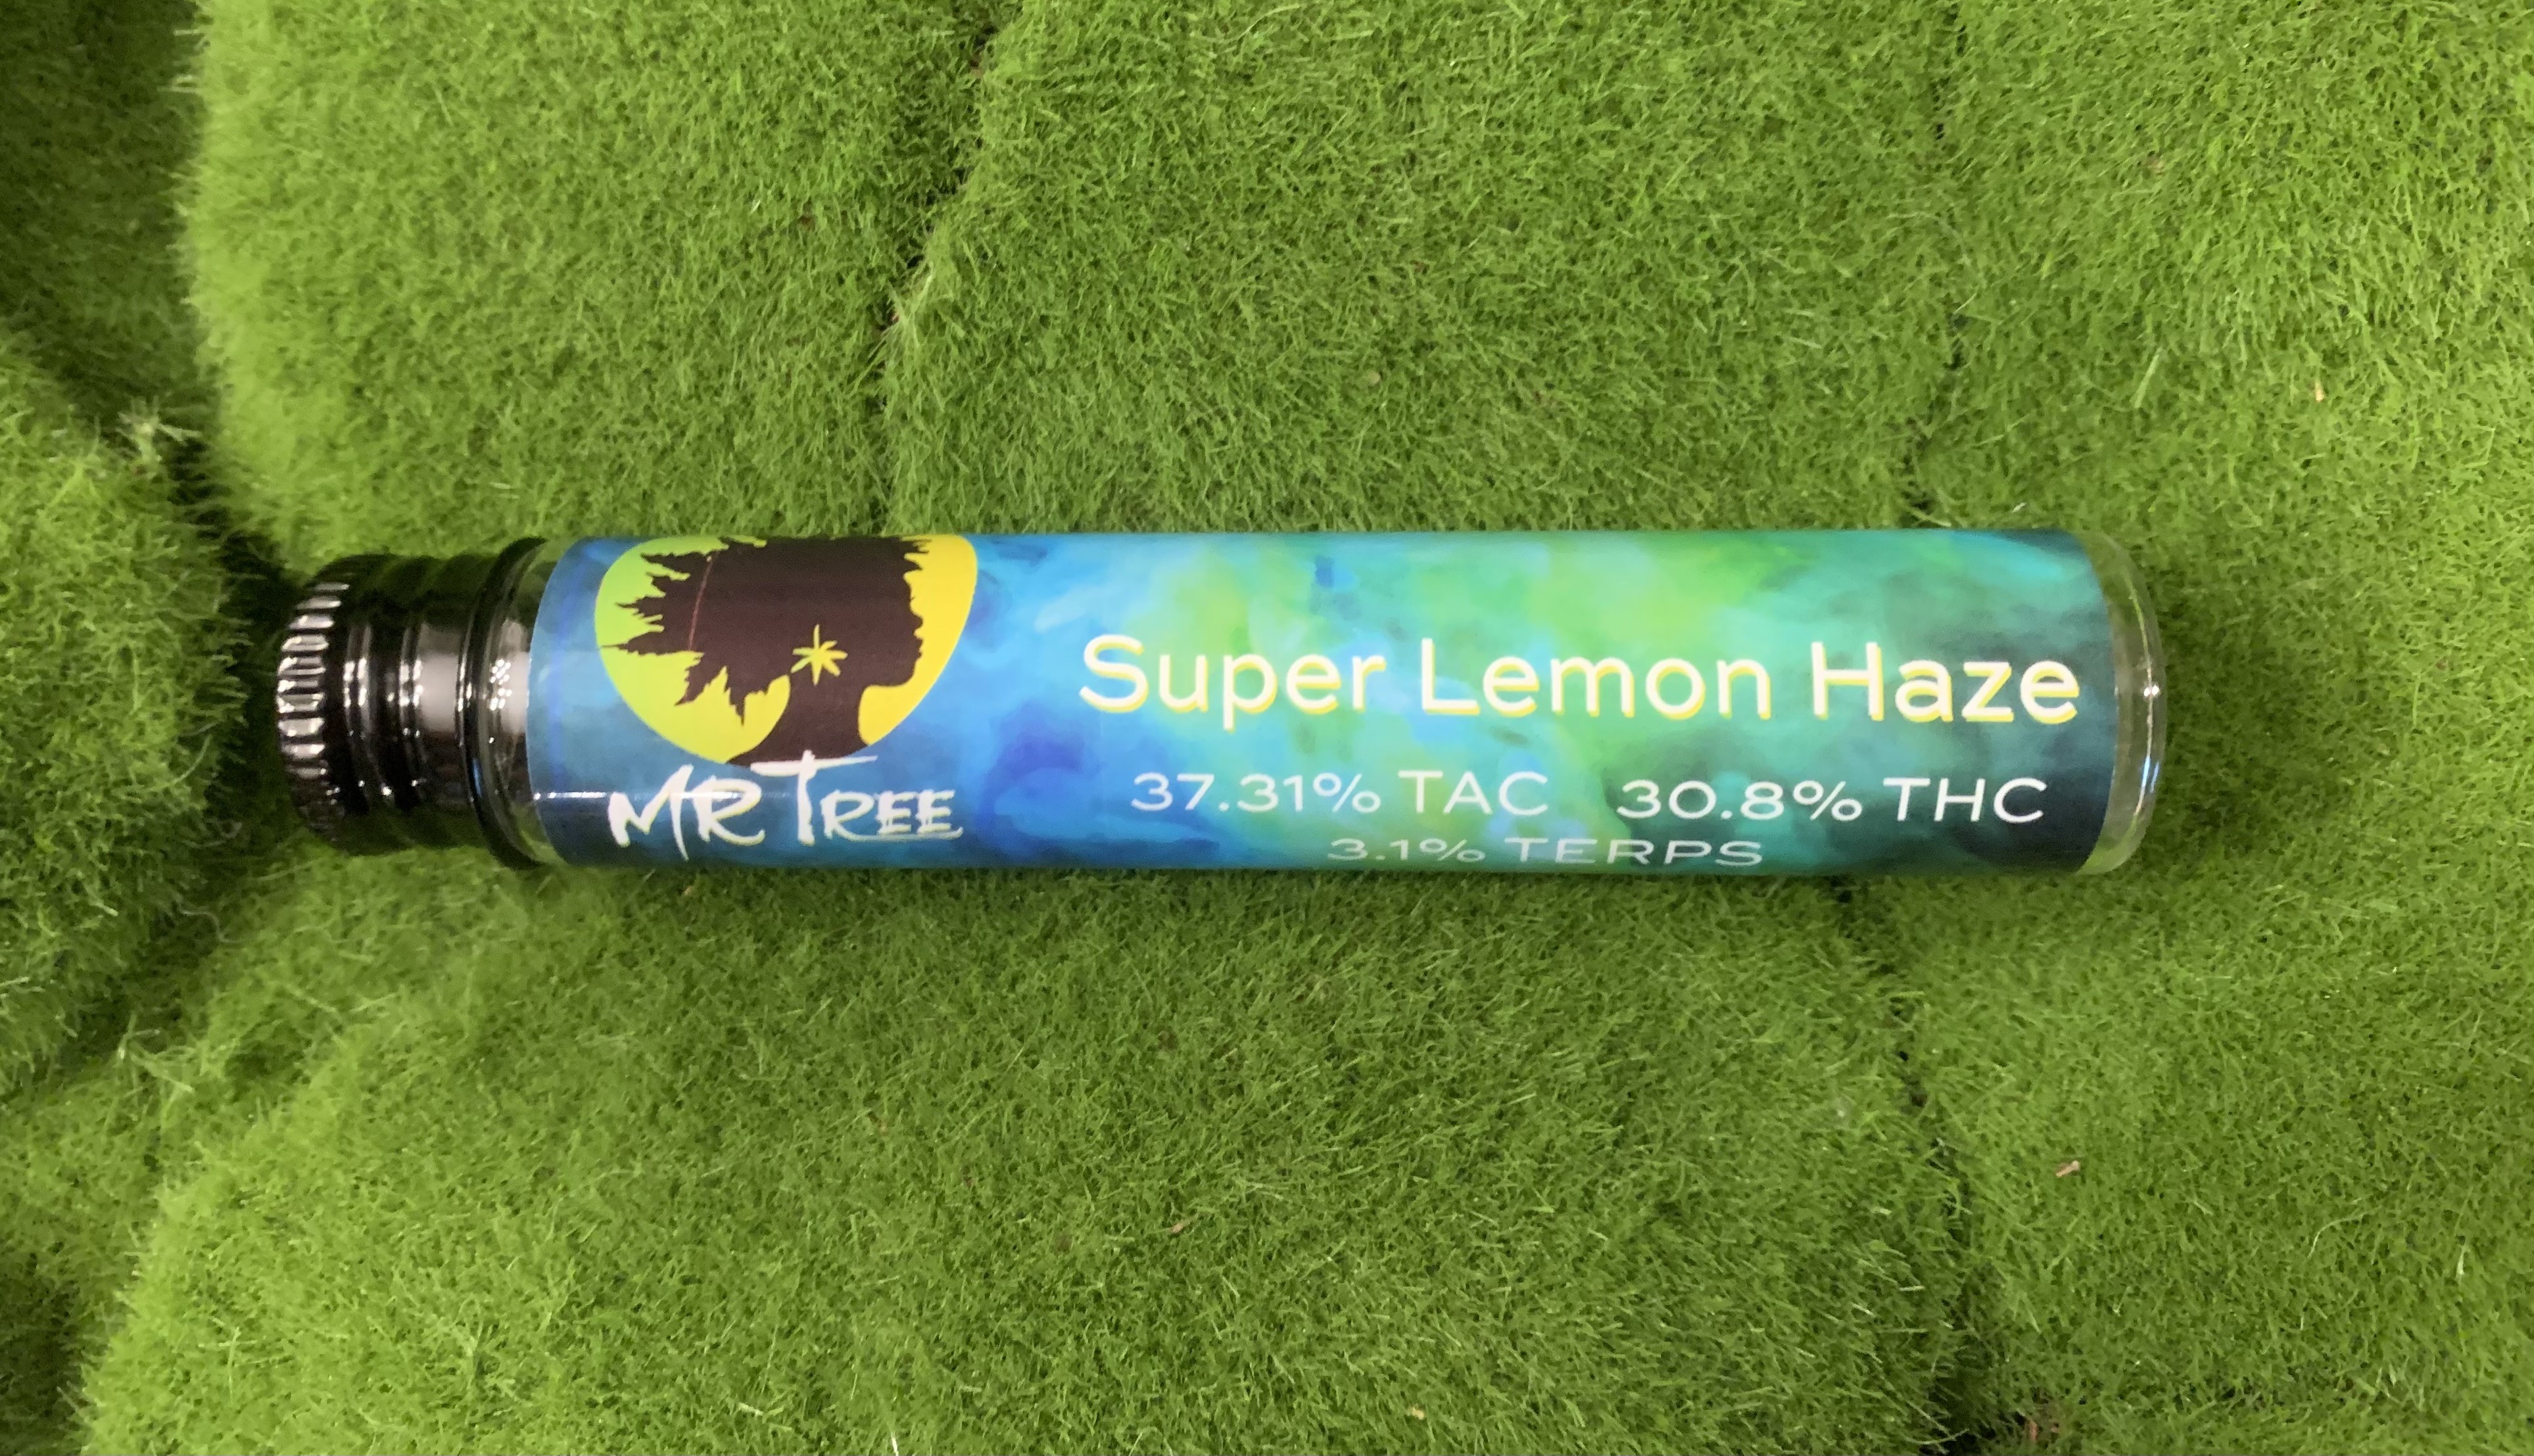 MR TREE
Super Lemon Haze
37.31% TAC 30.8% THC
3.1% TERPS